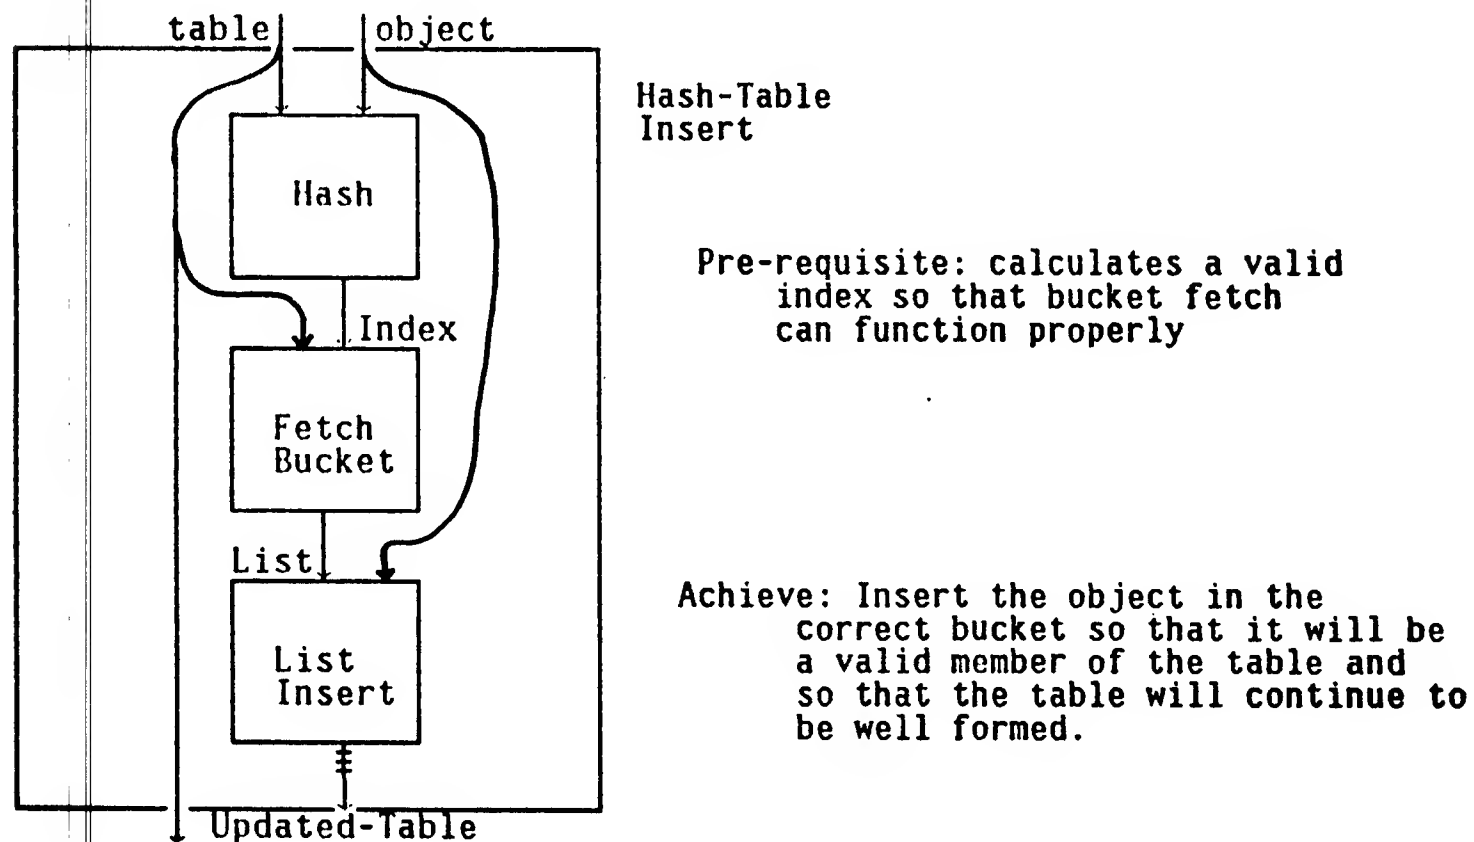 table object
Hash-Table
Insert
Hash
Pre-requisite: calculates a valid
index so that bucket fetch
can function properly
Index
Fetch
Bucket
List
Achieve: Insert the object in the
correct bucket so that it will be
a valid member of the table and
so that the table will continue to
be well formed.
List
Insert
Updated-Table